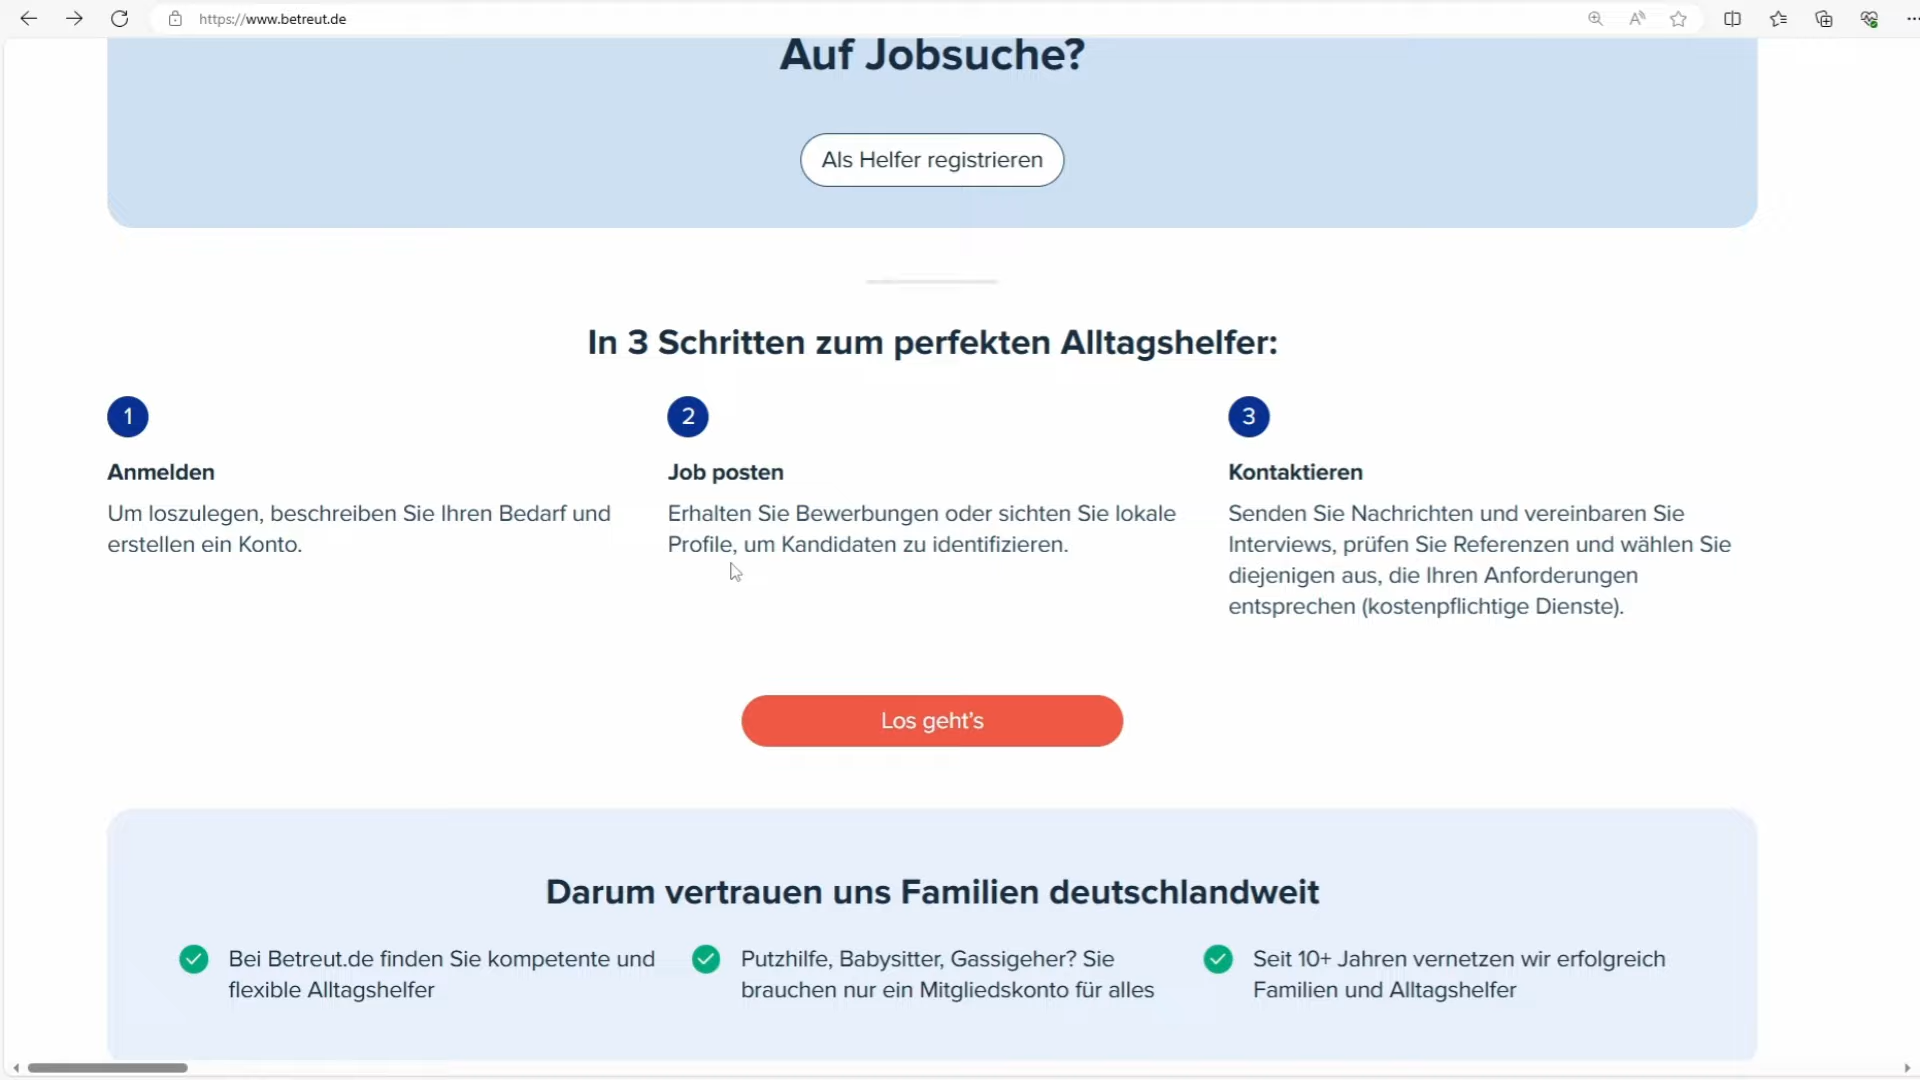 https://www.betreut.de
Auf Jobsuche?
Als Helfer registrieren
In 3 Schritten zum perfekten Alltagshelfer:
1
Anmelden
Um loszulegen, beschreiben Sie Ihren Bedarf und
erstellen ein Konto.
2
Job posten
Erhalten Sie Bewerbungen oder sichten Sie lokale
Profile, um Kandidaten zu identifizieren.
3
Kontaktieren
Senden Sie Nachrichten und vereinbaren Sie
Interviews, prüfen Sie Referenzen und wählen Sie
diejenigen aus, die Ihren Anforderungen
entsprechen (kostenpflichtige Dienste).
Los geht's
Darum vertrauen uns Familien deutschlandweit
Bei Betreut.de finden Sie kompetente und
flexible Alltagshelfer
Putzhilfe, Babysitter, Gassigeher? Sie
brauchen nur ein Mitgliedskonto für alles
Seit 10+ Jahren vernetzen wir erfolgreich
Familien und Alltagshelfer